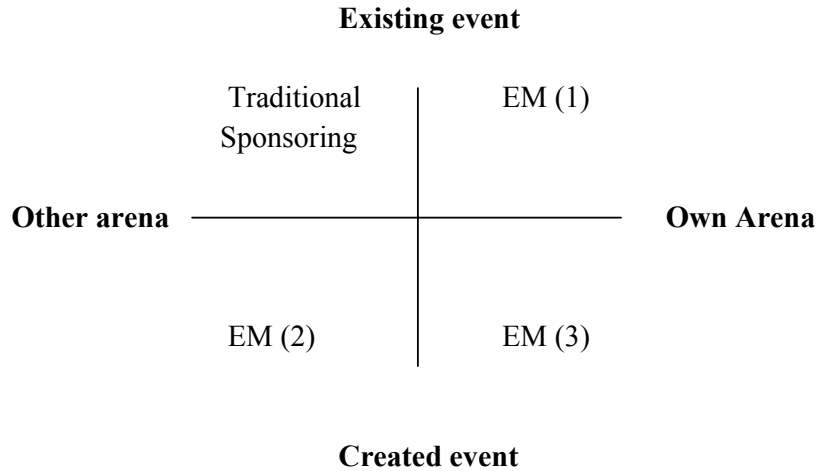 Existing event
Traditional
Sponsoring
EM (1)
Other arena
Own Arena
EM (2)
EM (3)
Created event